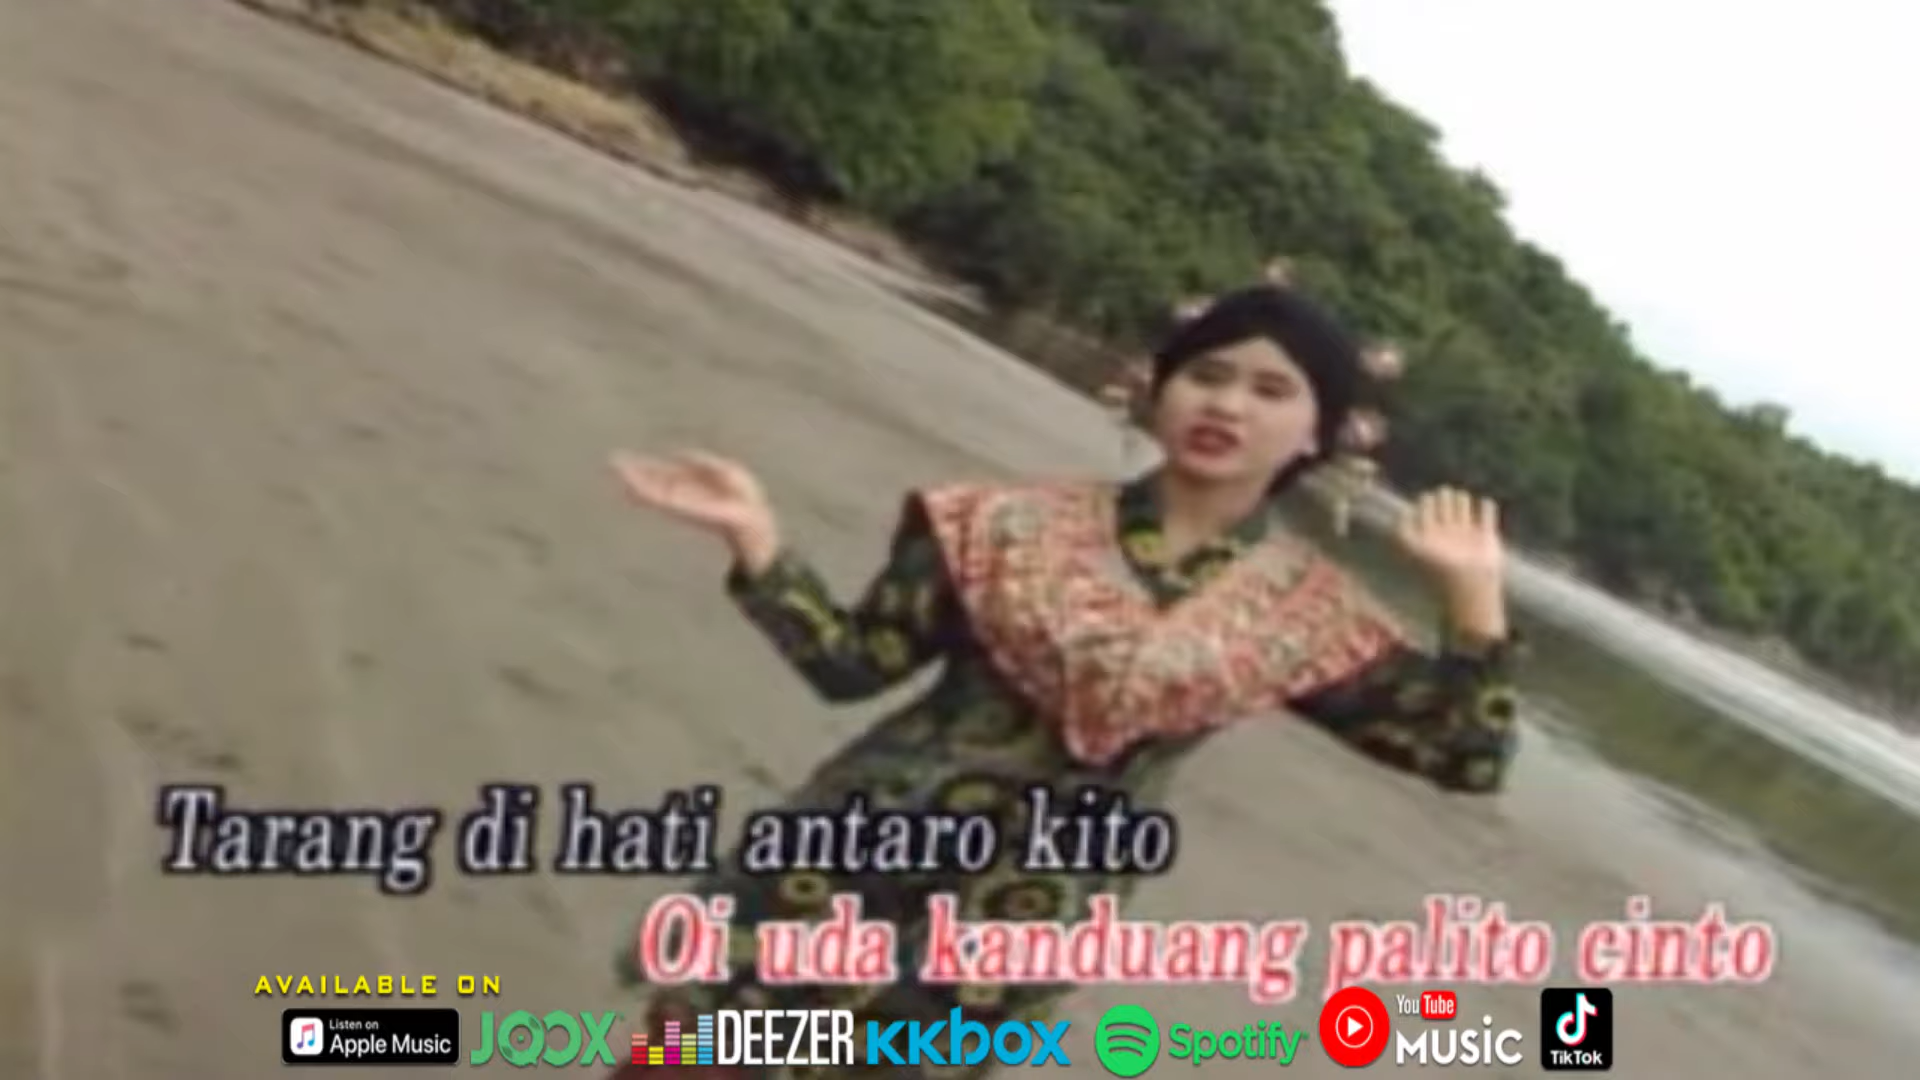 Tarang di hati antaro kito
Oi uda kanduang palito cinto
AVAILABLE ON
Listen on
Apple Music
JOOX
DEEZER
KKBOX
Spotify
YouTube
MUSIC
TikTok